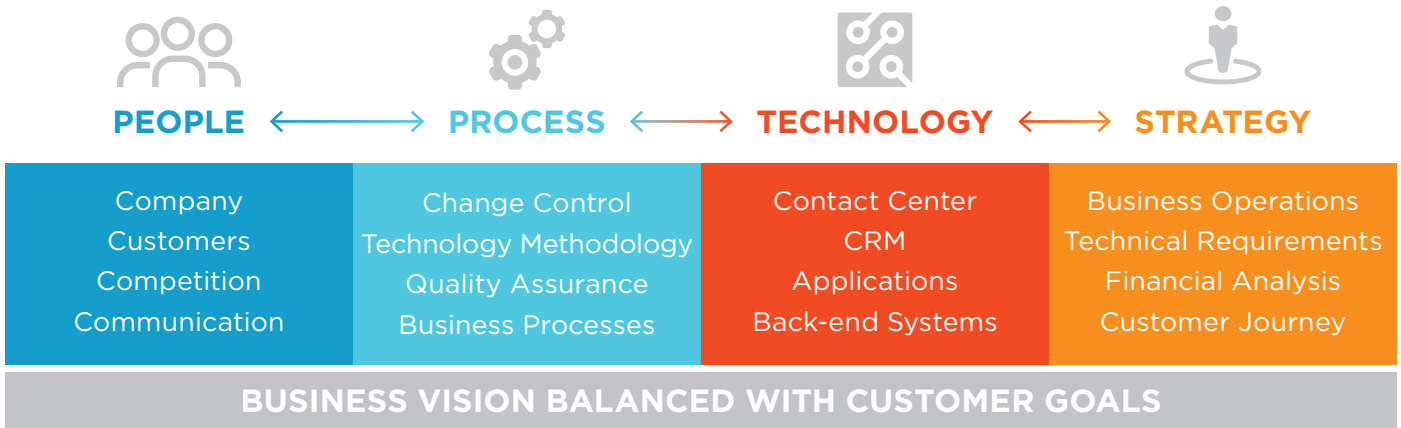 PEOPLE
PROCESS
TECHNOLOGY
STRATEGY
Company
Customers
Competition
Communication
Change Control
Technology Methodology
Quality Assurance
Business Processes
Contact Center
CRM
Applications
Back-end Systems
Business Operations
Technical Requirements
Financial Analysis
Customer Journey
BUSINESS VISION BALANCED WITH CUSTOMER GOALS